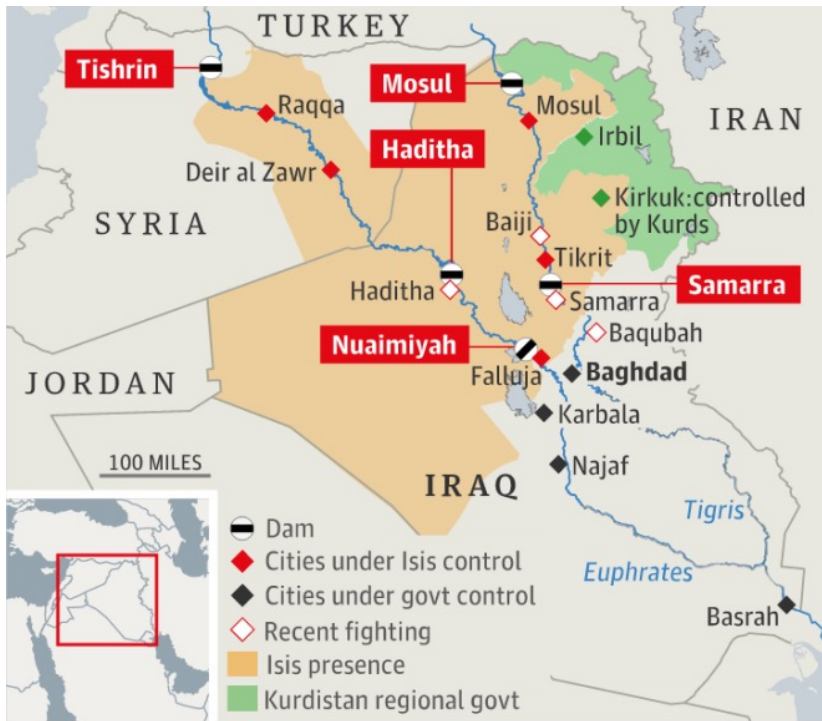 TURKEY
Tishrin
Mosul
Raqqa
Mosul
IRAN
Irbil
Haditha
Deir al Zawr
Kirkuk:controlled
by Kurds
SYRIA
Baiji
Tikrit
Haditha
Samarra
Samarra
Nuaimiyah
Baqubah
JORDAN
Falluja
Baghdad
Karbala
100 MILES
Najaf
IRAQ
Tigris
Dam
Cities under Isis control
Euphrates
Cities under govt control
Basrah
Recent fighting
Isis presence
Kurdistan regional govt